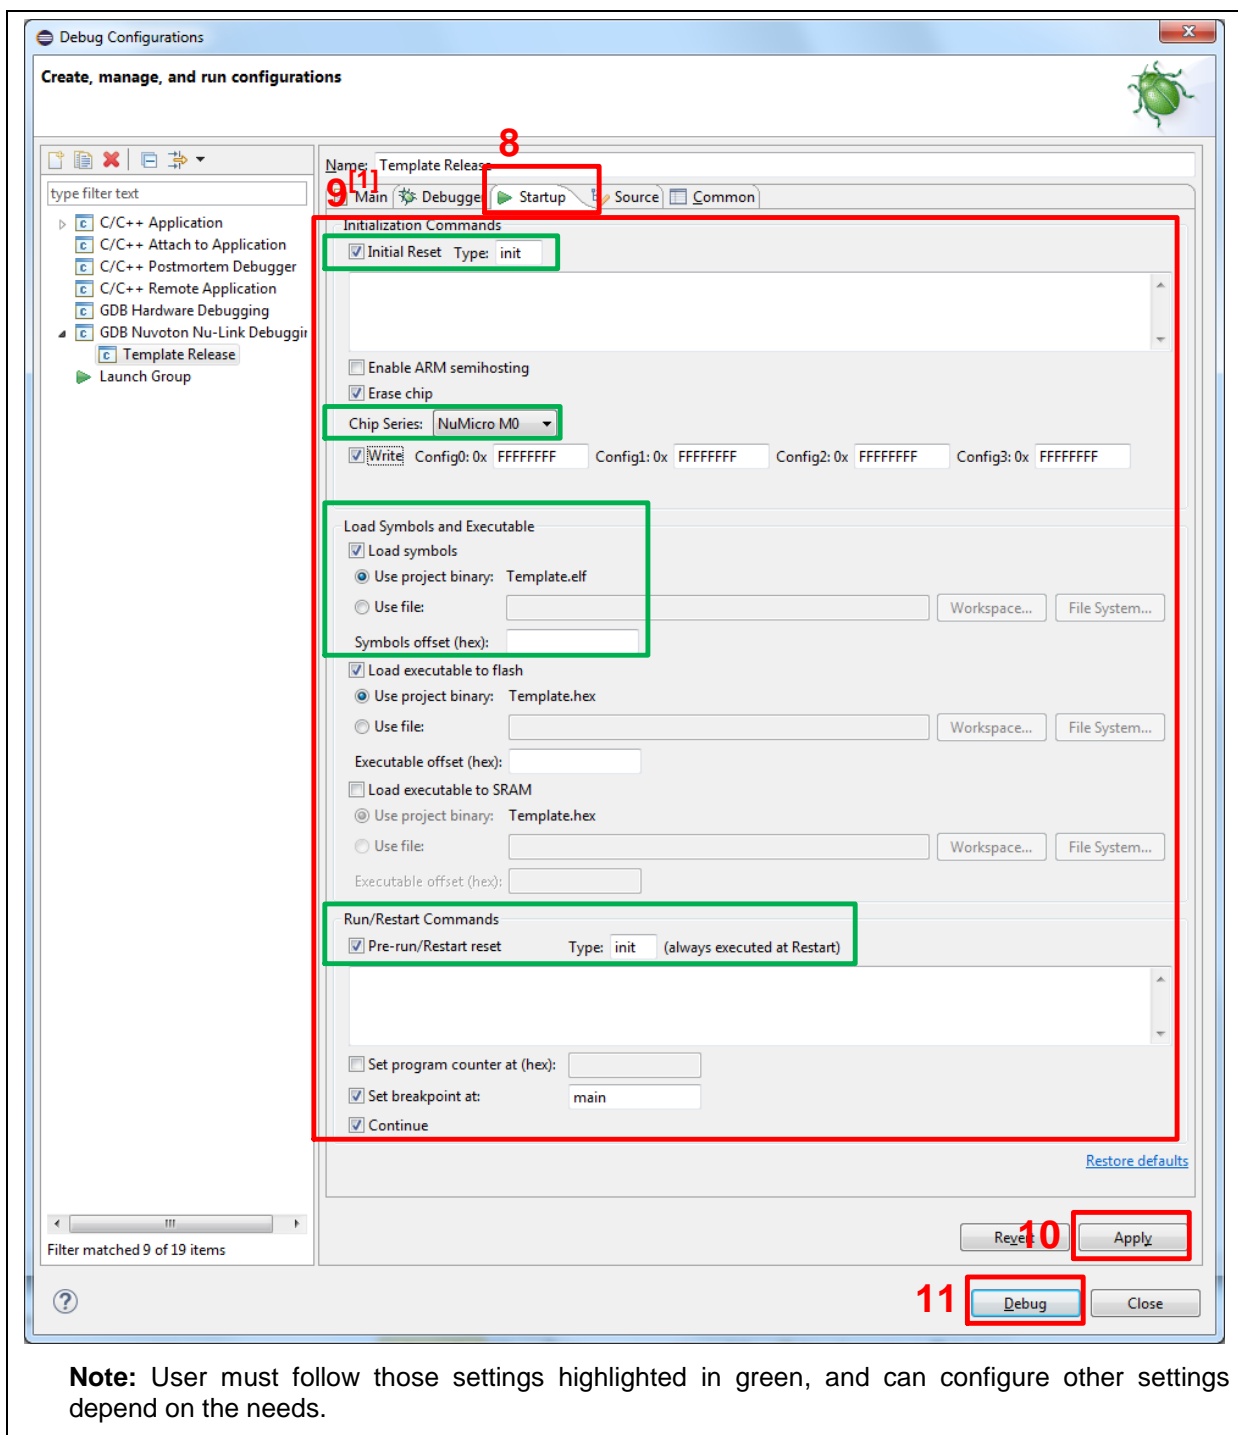 Debug Configurations
Create, manage, and run configurations
8
Name: Template Release
type filter text
9[1]
Main Debugger Startup Source Common
C/C++ Application
C/C++ Attach to Application
C/C++ Postmortem Debugger
C/C++ Remote Application
GDB Hardware Debugging
GDB Nuvoton Nu-Link Debuggin
Template Release
Launch Group
Initialization Commands
Initial Reset Type: init
Enable ARM semihosting
Erase chip
Chip Series: NuMicro M0
Write Config0: 0x FFFFFFFF Config1: 0x FFFFFFFF Config2: 0x FFFFFFFF Config3: 0x FFFFFFFF
Load Symbols and Executable
Load symbols
Use project binary: Template.elf
Use file: Workspace... File System...
Symbols offset (hex):
Load executable to flash
Use project binary: Template.hex
Use file: Workspace... File System...
Executable offset (hex):
Load executable to SRAM
Use project binary: Template.hex
Use file: Workspace... File System...
Executable offset (hex):
Run/Restart Commands
Pre-run/Restart reset Type: init (always executed at Restart)
Set program counter at (hex):
Set breakpoint at: main
Continue
Restore defaults
Filter matched 9 of 19 items
Revert 10 Apply
11 Debug Close
Note: User must follow those settings highlighted in green, and can configure other settings
depend on the needs.